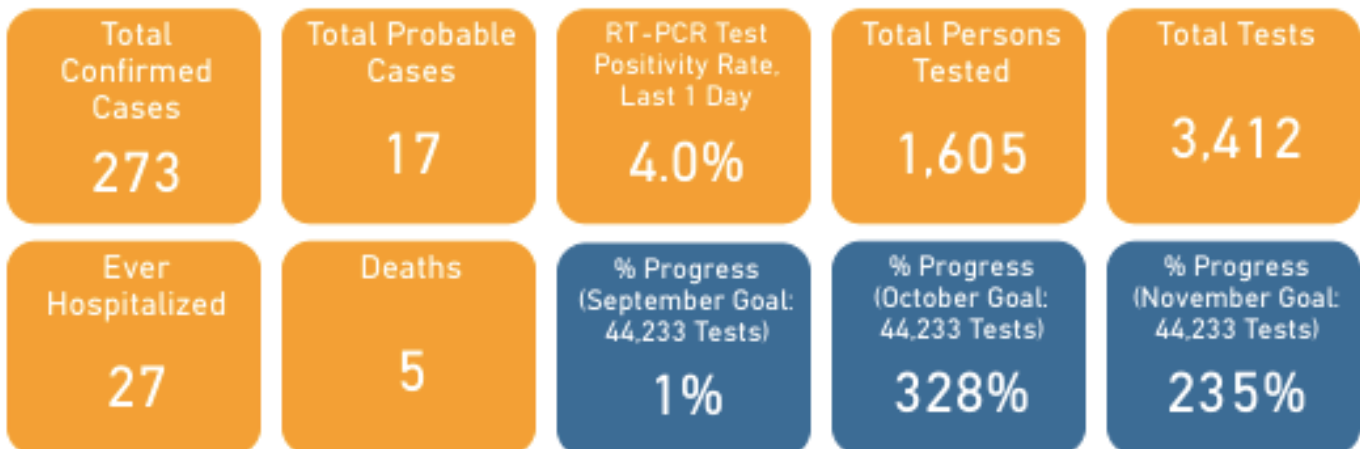 Total
Confirmed
Cases
273
Total Probable
Cases
17
RT-PCR Test
Positivity Rate,
Last 1 Day
4.0%
Total Persons
Tested
1,605
Total Tests
3,412
Ever
Hospitalized
27
Deaths
5
% Progress
(September Goal:
44,233 Tests)
1%
% Progress
(October Goal:
44,233 Tests)
328%
% Progress
(November Goal:
44,233 Tests)
235%